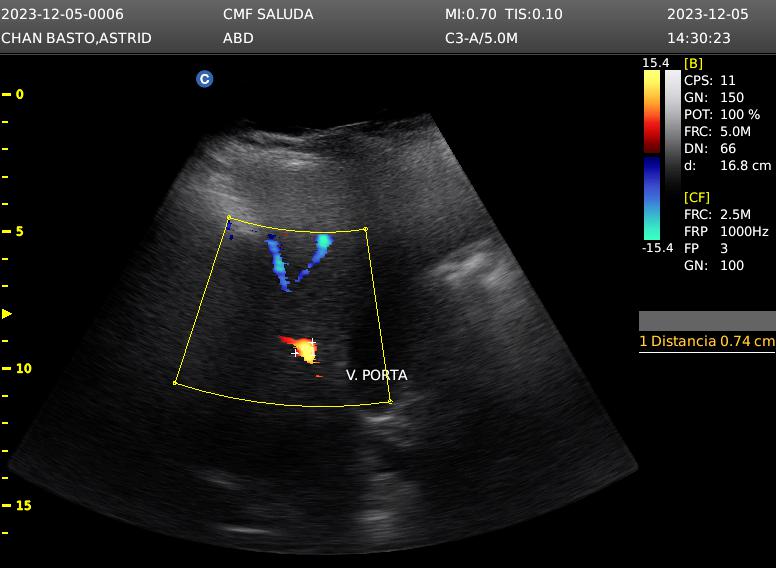 2023-12-05-0006 CMF SALUDA MI:0.70 TIS:0.10 2023-12-05
CHAN BASTO,ASTRID ABD C3-A/5.0M 14:30:23
C
15.4 [B]
CPS: 11
GN: 150
POT: 100 %
FRC: 5.0M
DN: 66
d: 16.8 cm
[CF]
FRC: 2.5M
-15.4 FRP 1000Hz
FP 3
GN: 100
0
5
10
15
V. PORTA
1 Distancia 0.74 cm